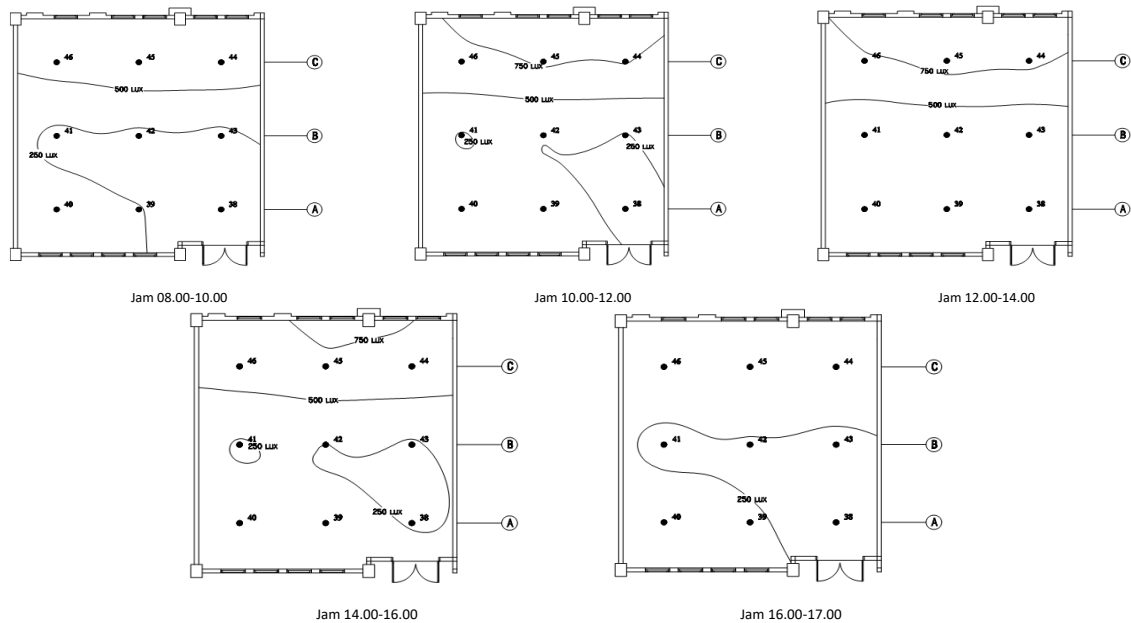 46 45 44 C
500 LUX
41 42 43 B
250 LUX
40 39 38 A
Jam 08.00-10.00
46 45 44 C
750 LUX
500 LUX
41 42 43 B
250 LUX 250 LUX
40 39 38 A
Jam 10.00-12.00
46 45 44 C
750 LUX
500 LUX
41 42 43 B
40 39 38 A
Jam 12.00-14.00
750 LUX
46 45 44 C
500 LUX
41 42 43 B
250 LUX
250 LUX
40 39 38 A
Jam 14.00-16.00
46 45 44 C
41 42 43 B
250 LUX
40 39 38 A
Jam 16.00-17.00